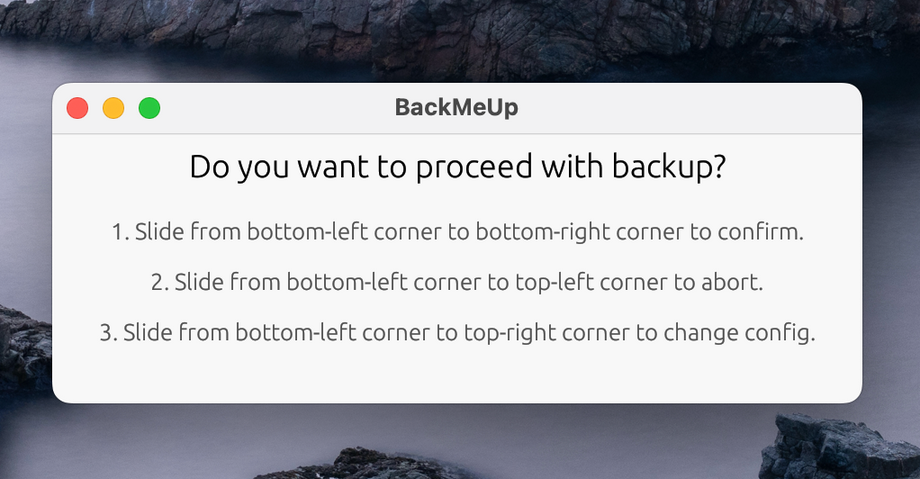 BackMeUp
Do you want to proceed with backup?
1. Slide from bottom-left corner to bottom-right corner to confirm.
2. Slide from bottom-left corner to top-left corner to abort.
3. Slide from bottom-left corner to top-right corner to change config.